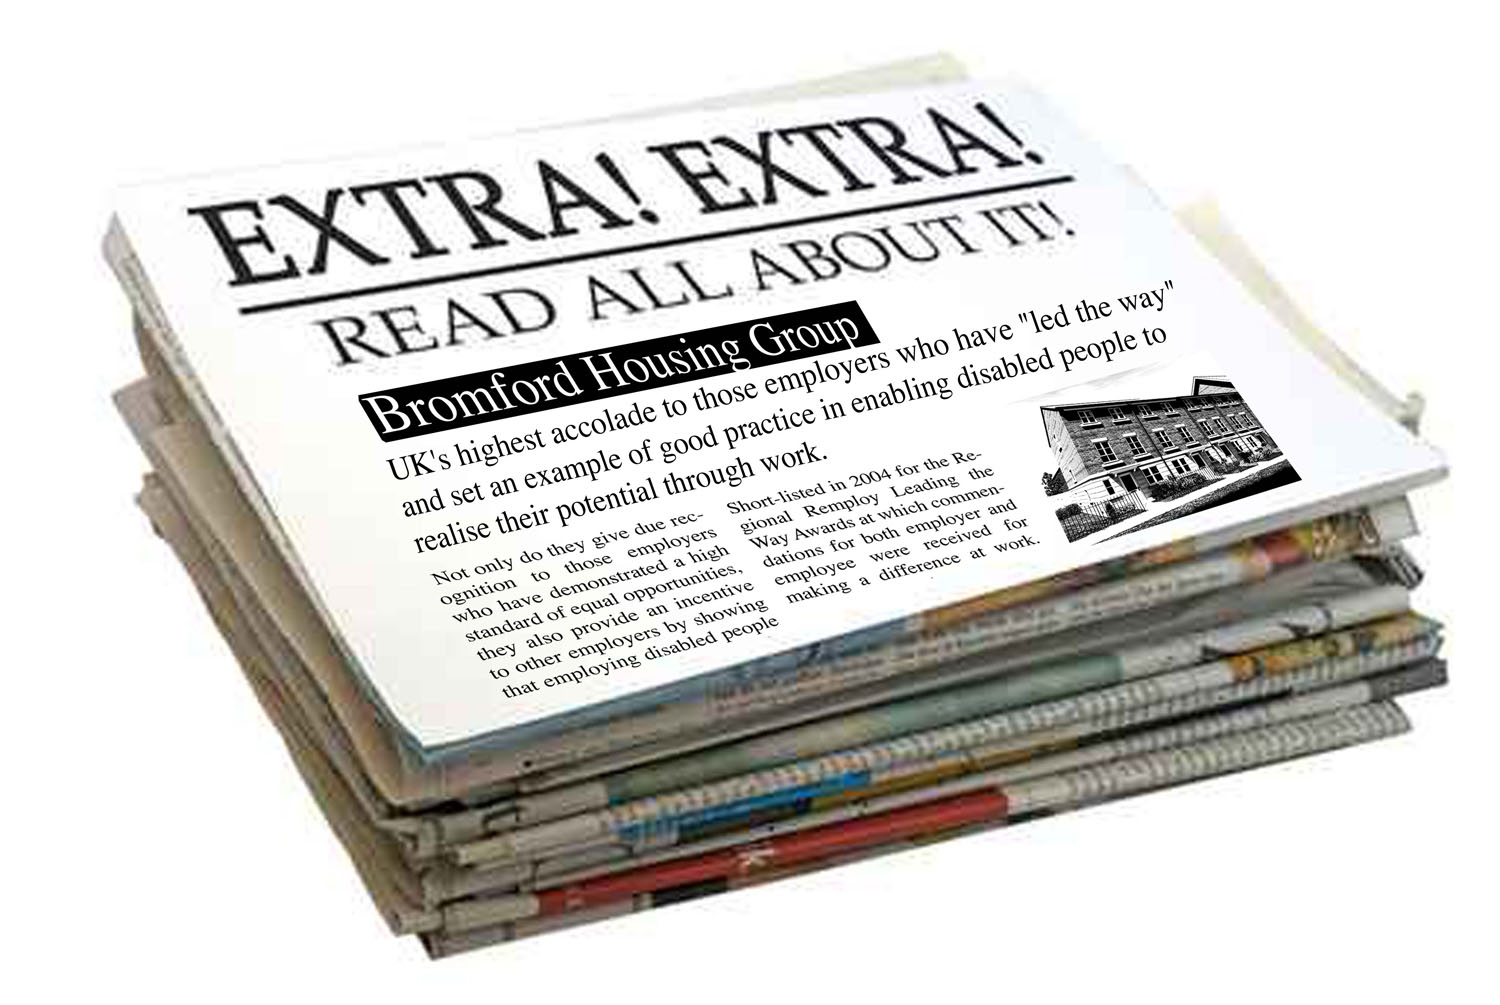 EXTRA! EXTRA!
READ ALL ABOUT IT!
Bromford Housing Group
UK's highest accolade to those employers who have "led the way"
and set an example of good practice in enabling disabled people to
realise their potential through work.
Not only do they give due rec-
ognition to those employers
who have demonstrated a high
standard of equal opportunities,
they also provide an incentive
to other employers by showing
that employing disabled people
Short-listed in 2004 for the Re-
gional Remploy Leading the
Way Awards at which commen-
dations for both employer and
employee were received for
making a difference at work.